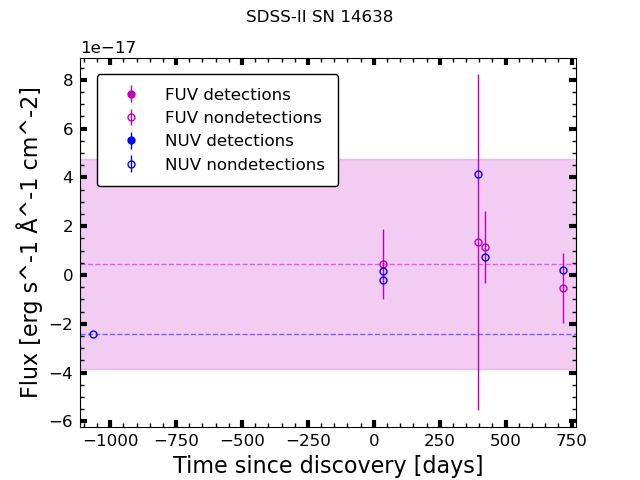 SDSS-II SN 14638
1e−17
FUV detections
FUV nondetections
NUV detections
NUV nondetections
8
6
4
2
0
−2
−4
−6
Flux [erg s^-1 Å^-1 cm^-2]
−1000 −750 −500 −250 0 250 500 750
Time since discovery [days]